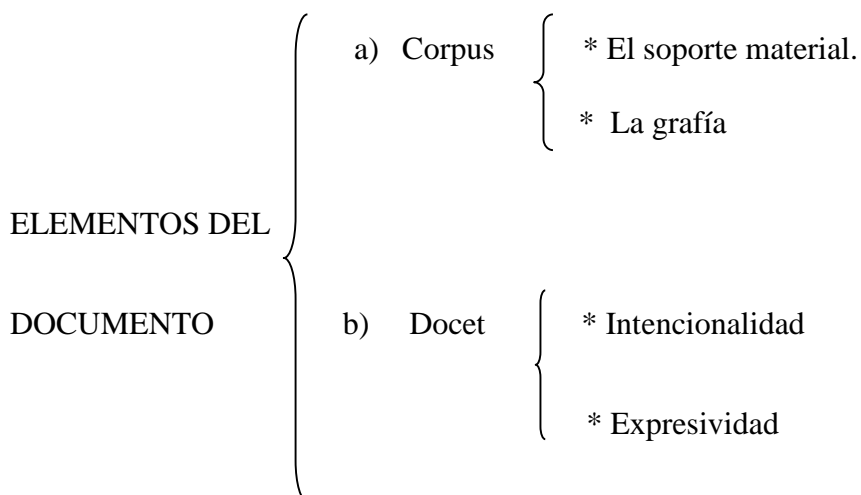 a) Corpus * El soporte material.
* La grafía
ELEMENTOS DEL
DOCUMENTO b) Docet * Intencionalidad
* Expresividad